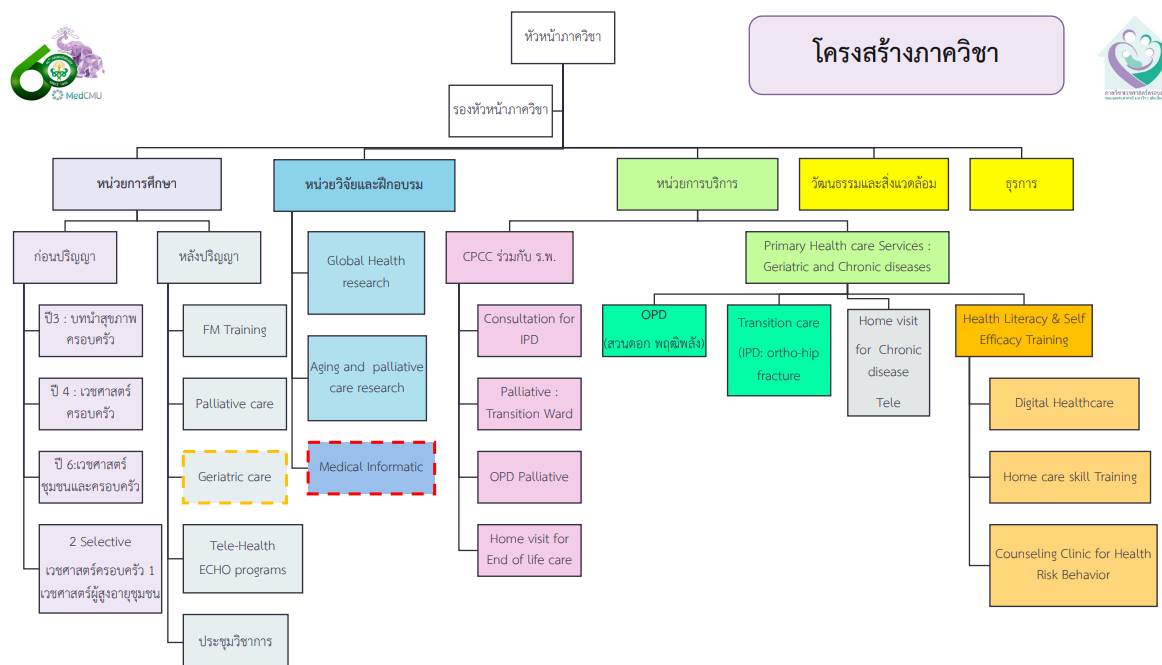 หัวหน้าภาควิชา
โครงสร้างภาควิชา
MedCMU
รองหัวหน้าภาควิชา
หน่วยการศึกษา
หน่วยวิจัยและฝึกอบรม
หน่วยการบริการ
วัฒนธรรมและสิ่งแวดล้อม
ธุรการ
ก่อนปริญญา
ปี3 : บทนำสุขภาพ
ครอบครัว
ปี 4 : เวชศาสตร์
ครอบครัว
ปี 6:เวชศาสตร์
ชุมชนและครอบครัว
2 Selective
เวชศาสตร์ครอบครัว 1
เวชศาสตร์ผู้สูงอายุชุมชน
หลังปริญญา
FM Training
Palliative care
Geriatric care
Tele-Health
ECHO programs
ประชุมวิชาการ
Global Health
research
Aging and palliative
care research
Medical Informatic
CPCC ร่วมกับ ร.พ.
Consultation for
IPD
Palliative :
Transition Ward
OPD Palliative
Home visit for
End of life care
Primary Health care Services :
Geriatric and Chronic diseases
OPD
(สวนดอก พฤฒิพลัง)
Transition care
(IPD: ortho-hip
fracture
Home visit
for Chronic
disease
Tele
Health Literacy & Self
Efficacy Training
Digital Healthcare
Home care skill Training
Counseling Clinic for Health
Risk Behavior